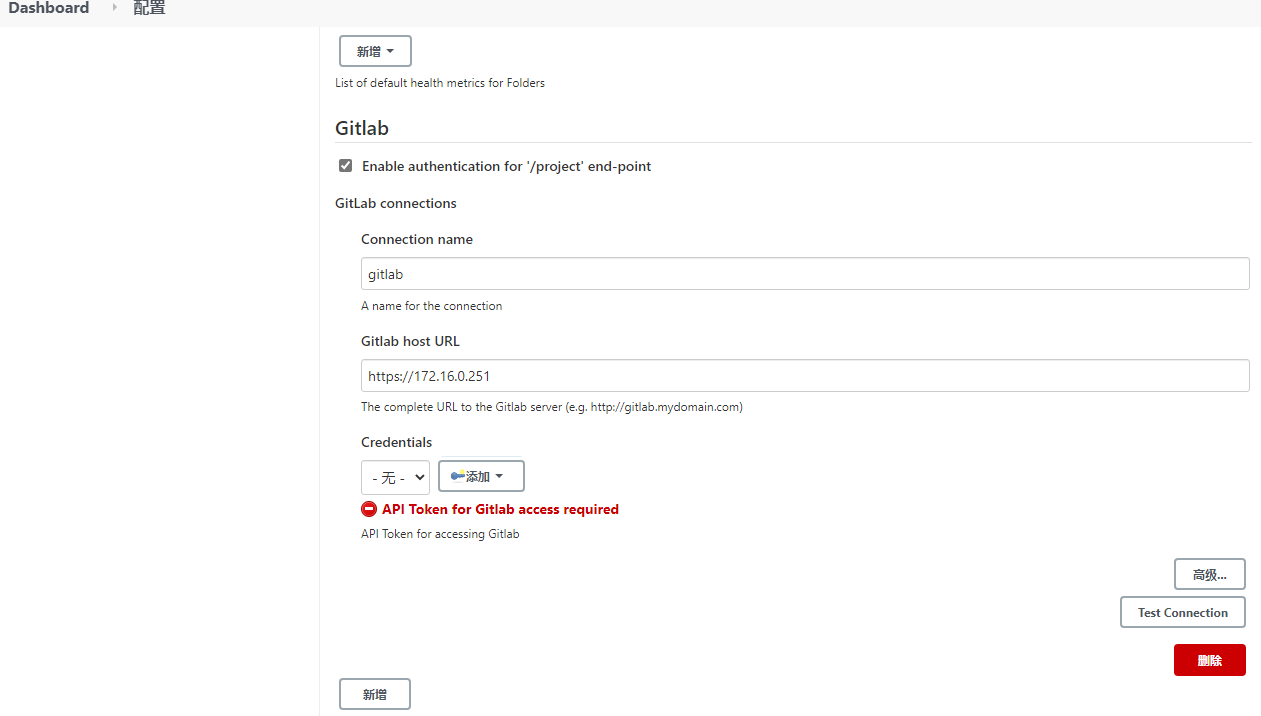 Dashboard 配置
新增
List of default health metrics for Folders
Gitlab
Enable authentication for '/project' end-point
GitLab connections
Connection name
gitlab
A name for the connection
Gitlab host URL
https://172.16.0.251
The complete URL to the Gitlab server (e.g. http://gitlab.mydomain.com)
Credentials
- 无 - 添加
API Token for Gitlab access required
API Token for accessing Gitlab
高级...
Test Connection
删除
新增